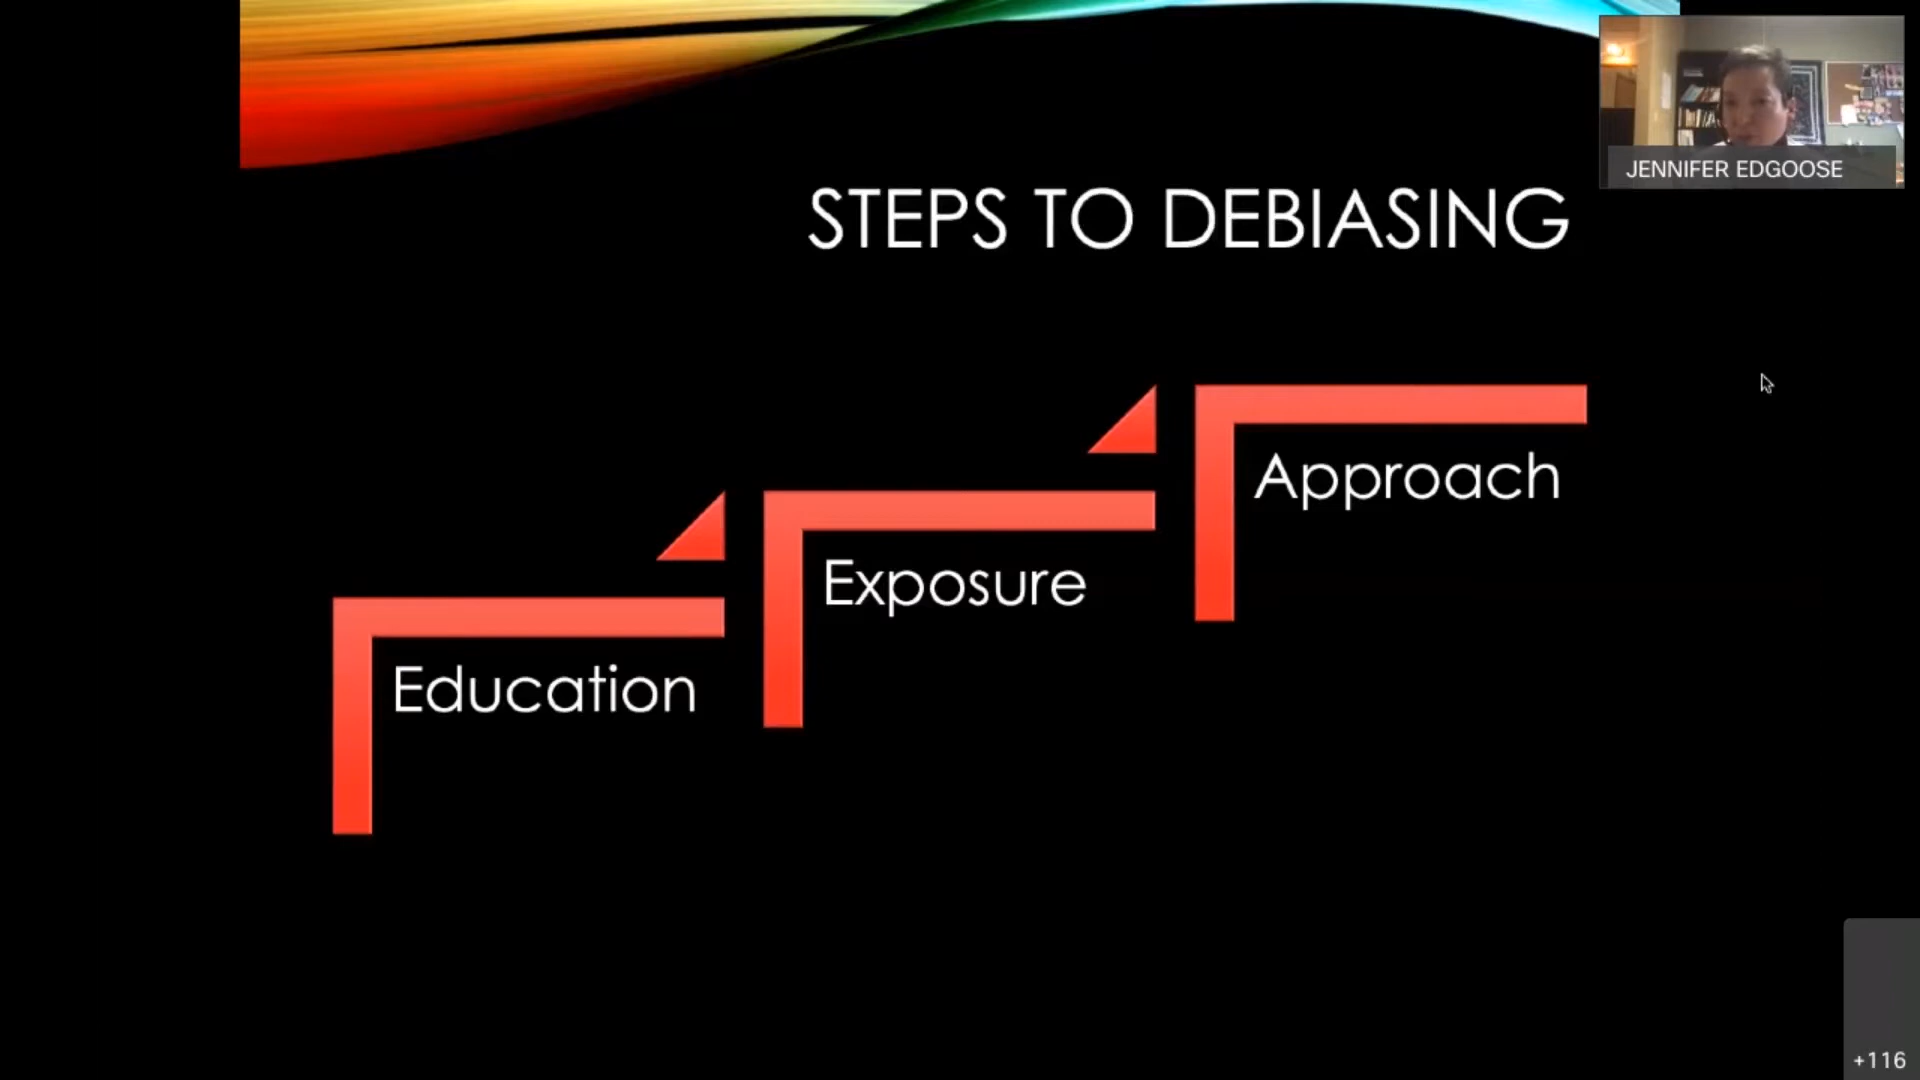 JENNIFER EDGOOSE
STEPS TO DEBIASING
Approach
Exposure
Education
+116